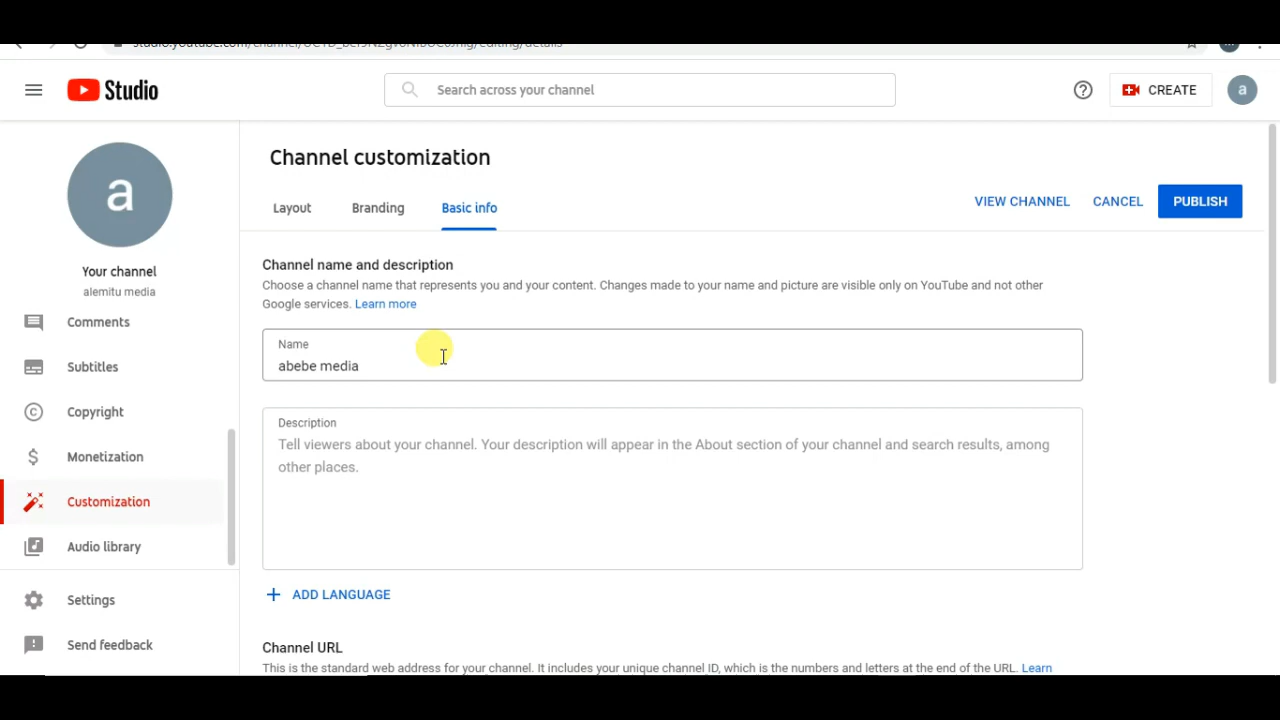 Studio
Search across your channel
CREATE
a
a
Your channel
alemitu media
Comments
Subtitles
Copyright
Monetization
Customization
Audio library
Settings
Send feedback
Channel customization
Layout
Branding
Basic info
VIEW CHANNEL
CANCEL
PUBLISH
Channel name and description
Choose a channel name that represents you and your content. Changes made to your name and picture are visible only on YouTube and not other
Google services. Learn more
Name
abebe media
Description
Tell viewers about your channel. Your description will appear in the About section of your channel and search results, among
other places.
+ ADD LANGUAGE
Channel URL
This is the standard web address for your channel. It includes your unique channel ID, which is the numbers and letters at the end of the URL. Learn